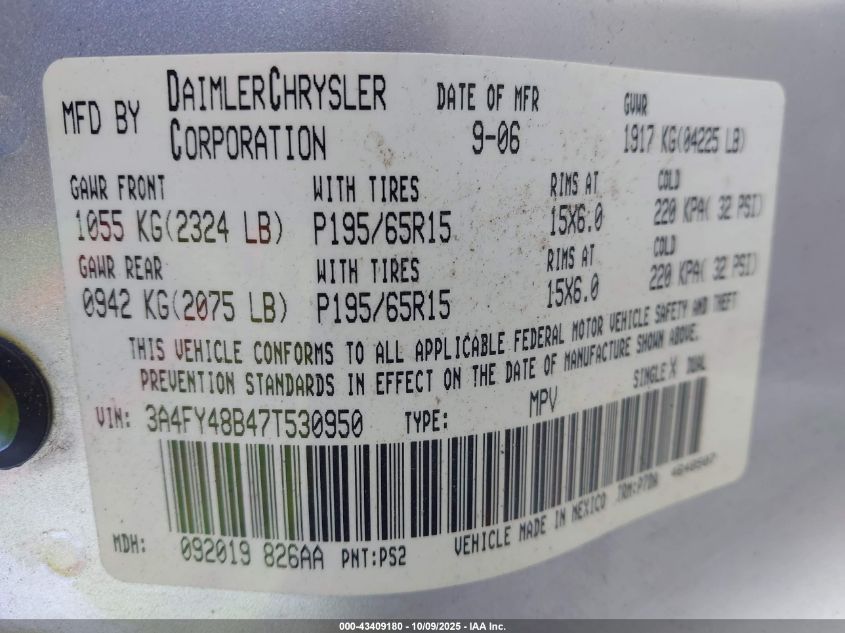 MFD BY DAIMLERCHRYSLER CORPORATION DATE OF MFR 9-06 GVWR 1917 KG(04225 LB)
GAWR FRONT WITH TIRES RIMS AT COLD
1055 KG(2324 LB) P195/65R15 15X6.0 220 KPA( 32 PSI)
GAWR REAR WITH TIRES RIMS AT COLD
0942 KG(2075 LB) P195/65R15 15X6.0 220 KPA( 32 PSI)
THIS VEHICLE CONFORMS TO ALL APPLICABLE FEDERAL MOTOR VEHICLE SAFETY AND THEFT
PREVENTION STANDARDS IN EFFECT ON THE DATE OF MANUFACTURE SHOWN ABOVE.
VIN: 3A4FY48B47T530950 TYPE: MPV SINGLE X DUAL
MDH: 092019 826AA PNT:PS2 VEHICLE MADE IN MEXICO
000-43409180 - 10/09/2025 - IAA Inc.